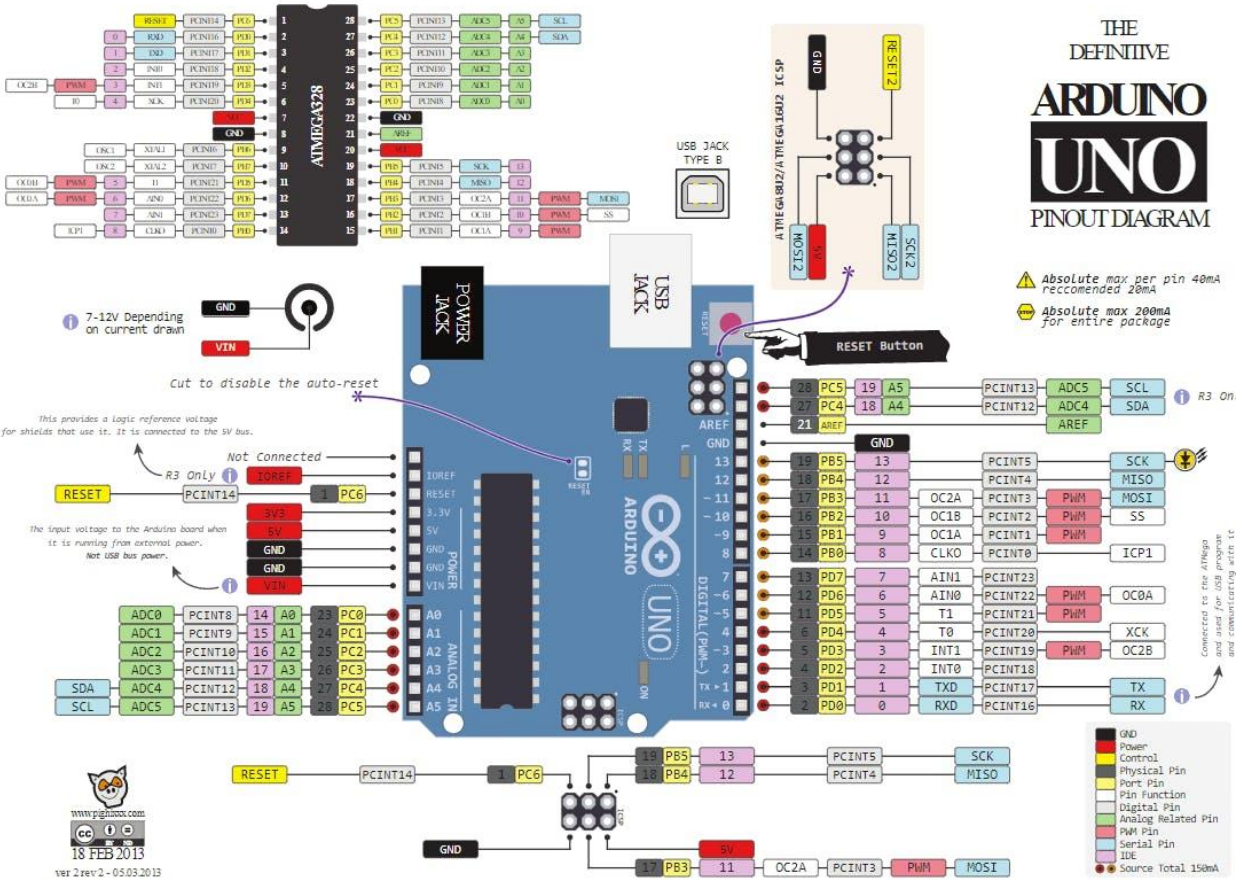 THE
DEFINITIVE
ARDUINO
UNO
PINOUT DIAGRAM
Absolute max per pin 40mA
reccomended 20mA
STOP
Absolute max 200mA
for entire package
ATMEGA328
RESET PCINT14 PC6 1
0 RXD PCINT16 PD0 2
1 TXD PCINT17 PD1 3
2 INT0 PCINT18 PD2 4
OC2B PWM 3 INT1 PCINT19 PD3 5
T0 4 XCK PCINT20 PD4 6
VCC 7
GND 8
OSC1 XTAL1 PCINT6 PB6 9
OSC2 XTAL2 PCINT7 PB7 10
OC0B PWM 5 T1 PCINT21 PD5 11
OC0A PWM 6 AIN0 PCINT22 PD6 12
7 AIN1 PCINT23 PD7 13
ICP1 8 CLKO PCINT0 PB0 14
28 PC5 PCINT13 ADC5 A5 SCL
27 PC4 PCINT12 ADC4 A4 SDA
26 PC3 PCINT11 ADC3 A3
25 PC2 PCINT10 ADC2 A2
24 PC1 PCINT9 ADC1 A1
23 PC0 PCINT8 ADC0 A0
22 GND
21 AREF
20 VCC
19 PB5 PCINT5 SCK 13
18 PB4 PCINT4 MISO 12
17 PB3 PCINT3 OC2A 11 PWM MOSI
16 PB2 PCINT2 OC1B 10 PWM SS
15 PB1 PCINT1 OC1A 9 PWM
USB JACK
TYPE B
ATMEGA8U2/ATMEGA16U2 ICSP
GND
RESET2
MOSI2
5V
MISO2
SCK2
7-12V Depending
on current drawn
GND
VIN
POWER
JACK
USB
JACK
RESET
RESET Button
Cut to disable the auto-reset
This provides a logic reference voltage
for shields that use it. It is connected to the 5V bus.
Not Connected
R3 Only IOREF
RESET PCINT14 1 PC6
3V3
5V
GND
GND
VIN
The input voltage to the Arduino board when
it is running from external power.
Not USB bus power.
ADC0 PCINT8 14 A0 23 PC0
ADC1 PCINT9 15 A1 24 PC1
ADC2 PCINT10 16 A2 25 PC2
ADC3 PCINT11 17 A3 26 PC3
SDA ADC4 PCINT12 18 A4 27 PC4
SCL ADC5 PCINT13 19 A5 28 PC5
IOREF
RESET
3.3V
5V
GND
GND
VIN
POWER
A0
A1
A2
A3
A4
A5
ANALOG IN
RX
TX
L
RESET
EN
ARDUINO
UNO
ON
ICSP
AREF
GND
13
12
~11
~10
~9
8
7
~6
~5
4
~3
2
TX ▸ 1
RX ◂ 0
DIGITAL(PWM~)
28 PC5 19 A5 PCINT13 ADC5 SCL
27 PC4 18 A4 PCINT12 ADC4 SDA
R3 On
21 AREF AREF
GND
19 PB5 13 PCINT5 SCK
18 PB4 12 PCINT4 MISO
17 PB3 11 OC2A PCINT3 PWM MOSI
16 PB2 10 OC1B PCINT2 PWM SS
15 PB1 9 OC1A PCINT1 PWM
14 PB0 8 CLKO PCINT0 ICP1
13 PD7 7 AIN1 PCINT23
12 PD6 6 AIN0 PCINT22 PWM OC0A
11 PD5 5 T1 PCINT21 PWM
6 PD4 4 T0 PCINT20 XCK
5 PD3 3 INT1 PCINT19 PWM OC2B
4 PD2 2 INT0 PCINT18
3 PD1 1 TXD PCINT17 TX
2 PD0 0 RXD PCINT16 RX
Connected to the ATMega
and used for USB program
and communicating with it
19 PB5 13 PCINT5 SCK
18 PB4 12 PCINT4 MISO
RESET PCINT14 1 PC6
ICSP
GND
5V
17 PB3 11 OC2A PCINT3 PWM MOSI
GND
Power
Control
Physical Pin
Port Pin
Pin Function
Digital Pin
Analog Related Pin
PWM Pin
Serial Pin
IDE
Source Total 150mA
www.pighixxx.com
cc BY ND
18 FEB 2013
ver 2 rev 2 - 05.03.2013